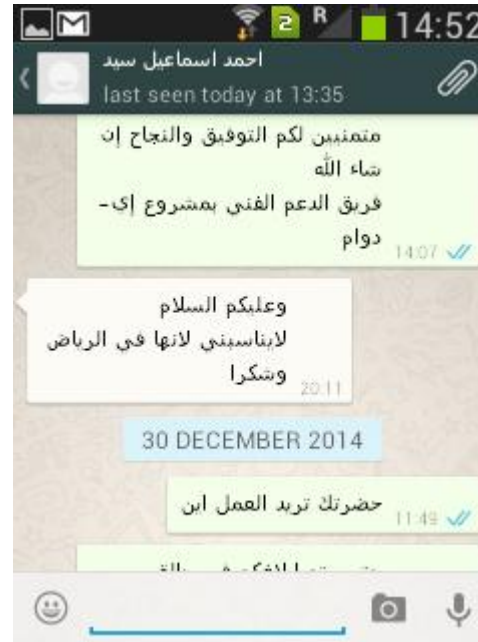 2 R 14:52
احمد اسماعيل سيد
last seen today at 13:35
متمنيين لكم التوفيق والنجاح إن
شاء الله
فريق الدعم الفني بمشروع إي-
دوام
14:07
وعليكم السلام
لايناسبني لانها في الرياض
وشكرا
20:11
30 DECEMBER 2014
حضرتك تريد العمل اين
11:49